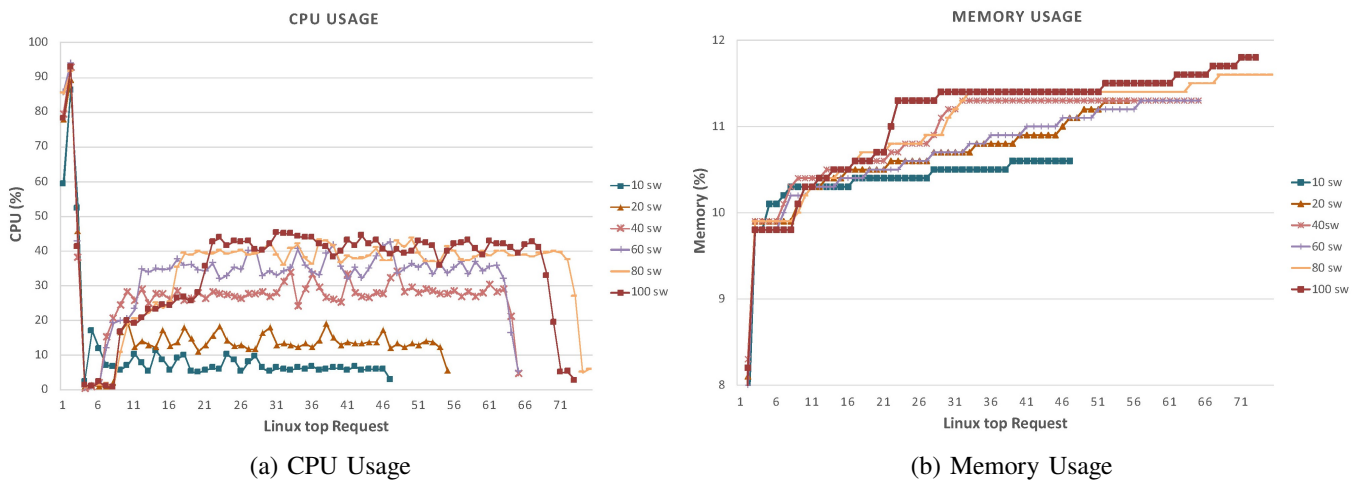 CPU USAGE
100
90
80
70
60
50
40
30
20
10
0
CPU (%)
1 6 11 16 21 26 31 36 41 46 51 56 61 66 71
Linux top Request
10 sw
20 sw
40 sw
60 sw
80 sw
100 sw
(a) CPU Usage
MEMORY USAGE
12
11
10
9
8
Memory (%)
1 6 11 16 21 26 31 36 41 46 51 56 61 66 71
Linux top Request
10 sw
20 sw
40sw
60 sw
80 sw
100 sw
(b) Memory Usage